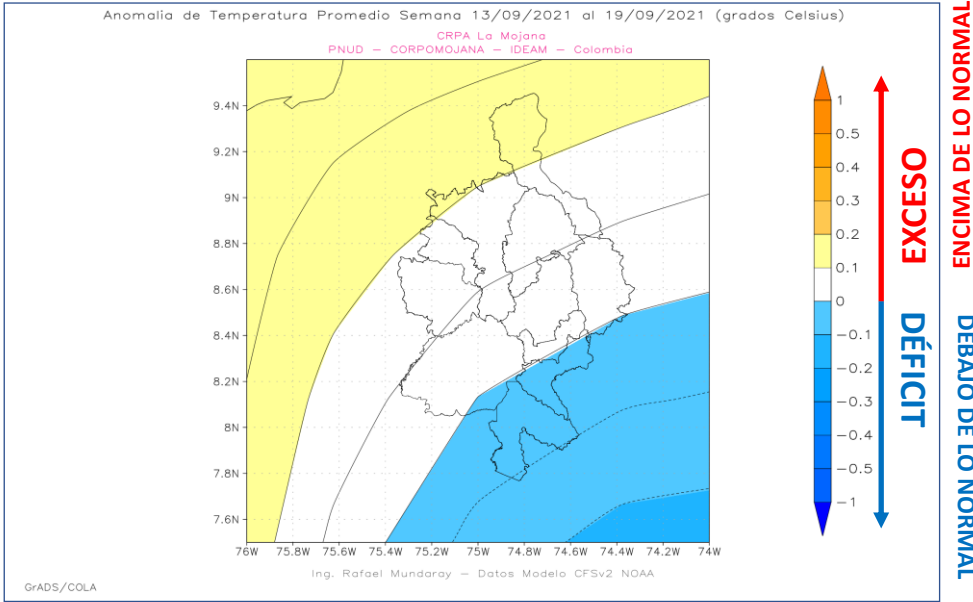 Anomalia de Temperatura Promedio Semana 13/09/2021 al 19/09/2021 (grados Celsius)
CRPA La Mojana
PNUD – CORPOMOJANA – IDEAM – Colombia
9.4N
9.2N
9N
8.8N
8.6N
8.4N
8.2N
8N
7.8N
7.6N
76W 75.8W 75.6W 75.4W 75.2W 75W 74.8W 74.6W 74.4W 74.2W 74W
1
0.5
0.4
0.3
0.2
0.1
0
−0.1
−0.2
−0.3
−0.4
−0.5
−1
EXCESO
DÉFICIT
ENCIMA DE LO NORMAL
DEBAJO DE LO NORMAL
Ing. Rafael Mundaray – Datos Modelo CFSv2 NOAA
GrADS/COLA